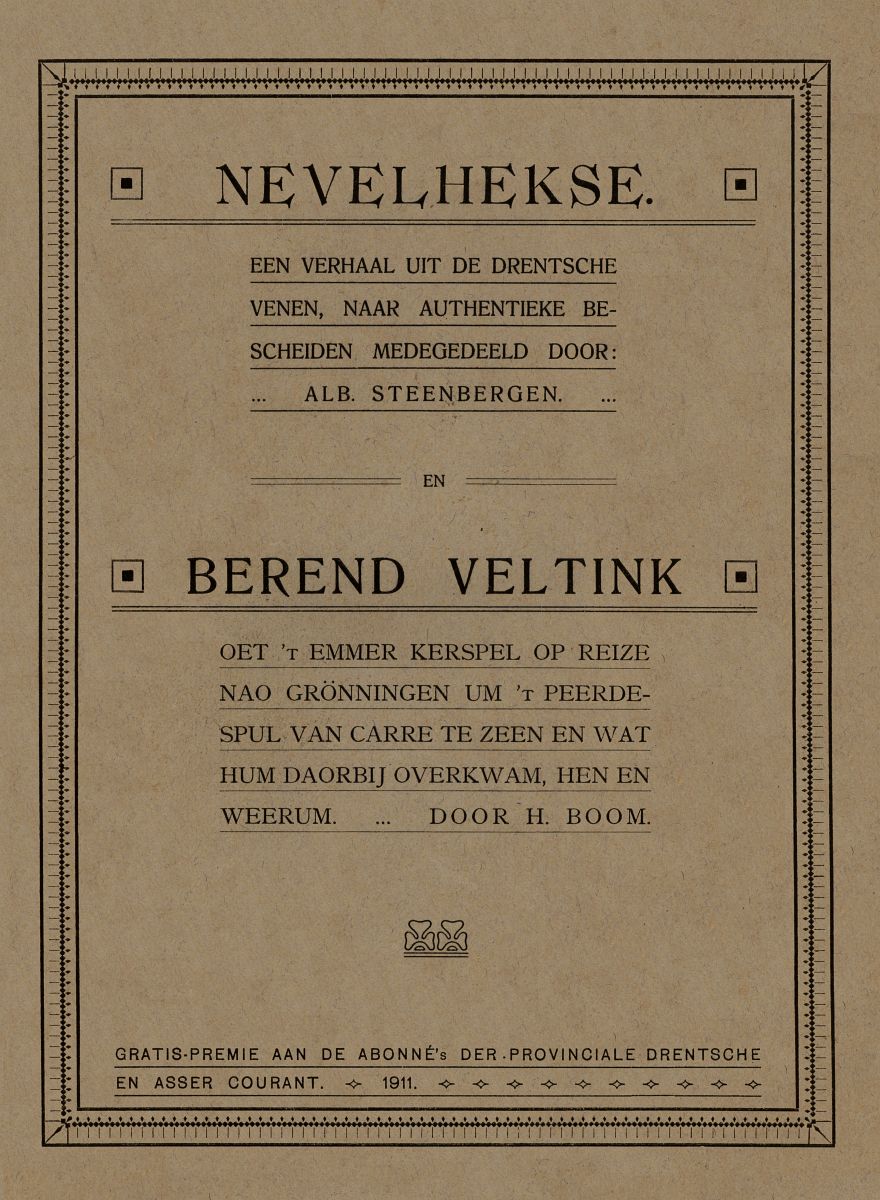 NEVELHEKSE.
EEN VERHAAL UIT DE DRENTSCHE
VENEN, NAAR AUTHENTIEKE BE-
SCHEIDEN MEDEGEDEELD DOOR:
... ALB. STEENBERGEN. ...
EN
BEREND VELTINK
OET 'T EMMER KERSPEL OP REIZE
NAO GRÖNNINGEN UM 'T PEERDE-
SPUL VAN CARRE TE ZEEN EN WAT
HUM DAORBIJ OVERKWAM, HEN EN
WEERUM. ... DOOR H. BOOM.
GRATIS-PREMIE AAN DE ABONNÉ's DER PROVINCIALE DRENTSCHE
EN ASSER COURANT. 1911.